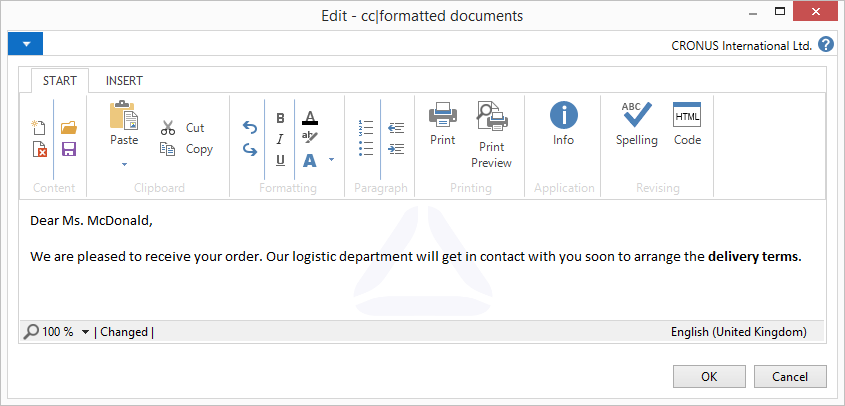 Edit - cc|formatted documents
CRONUS International Ltd. ?
START INSERT
Paste
Cut
Copy
B
I
U
A
ab
A
1
2
3
Print
Print
Preview
i
Info
ABC
Spelling
HTML
Code
Content Clipboard Formatting Paragraph Printing Application Revising
Dear Ms. McDonald,
We are pleased to receive your order. Our logistic department will get in contact with you soon to arrange the delivery terms.
100 % | Changed | English (United Kingdom)
OK Cancel